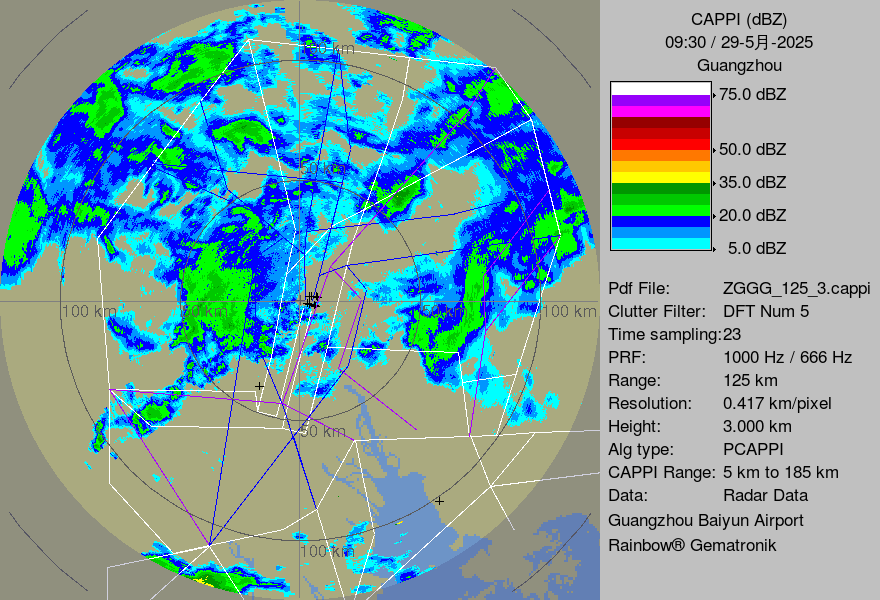 CAPPI (dBZ)
09:30 / 29-5月-2025
Guangzhou
75.0 dBZ
50.0 dBZ
35.0 dBZ
20.0 dBZ
5.0 dBZ
Pdf File: ZGGG_125_3.cappi
Clutter Filter: DFT Num 5
Time sampling:23
PRF: 1000 Hz / 666 Hz
Range: 125 km
Resolution: 0.417 km/pixel
Height: 3.000 km
Alg type: PCAPPI
CAPPI Range: 5 km to 185 km
Data: Radar Data
Guangzhou Baiyun Airport
Rainbow® Gematronik
100 km
50 km
100 km
50 km
50 km
100 km
50 km
100 km